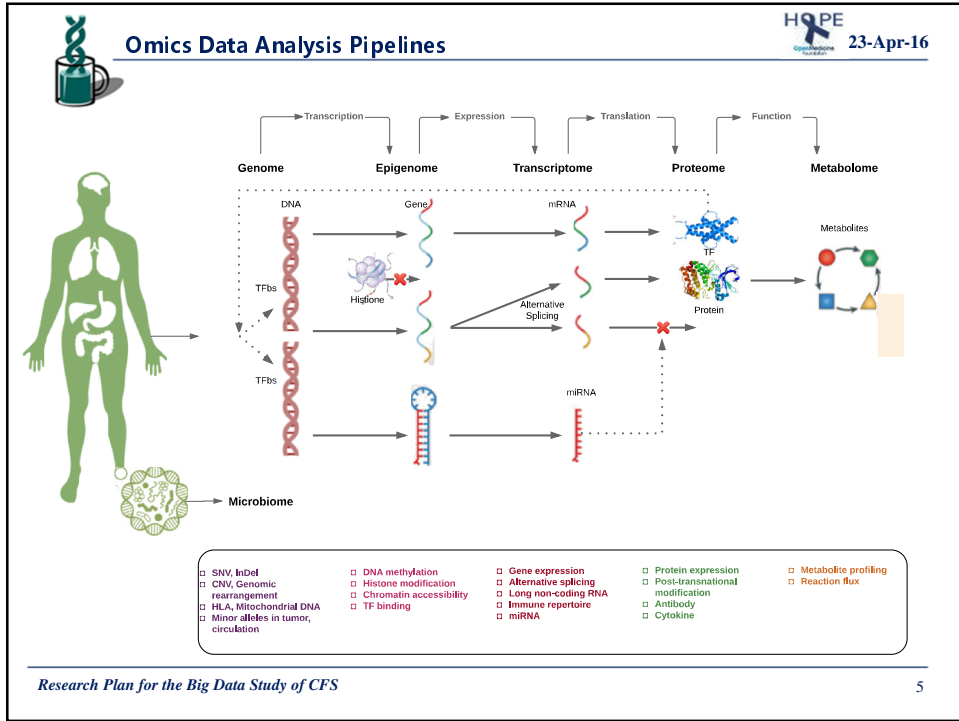 Omics Data Analysis Pipelines
HOPE
OpenMedicine
foundation
23-Apr-16
Transcription
Expression
Translation
Function
Genome
Epigenome
Transcriptome
Proteome
Metabolome
DNA
Gene
mRNA
TF
Metabolites
TFbs
Histione
Alternative
Splicing
Protein
TFbs
miRNA
Microbiome
SNV, InDel
CNV, Genomic
rearrangement
HLA, Mitochondrial DNA
Minor alleles in tumor,
circulation
DNA methylation
Histone modification
Chromatin accessibility
TF binding
Gene expression
Alternative splicing
Long non-coding RNA
Immune repertoire
miRNA
Protein expression
Post-transnational
modification
Antibody
Cytokine
Metabolite profiling
Reaction flux
Research Plan for the Big Data Study of CFS
5